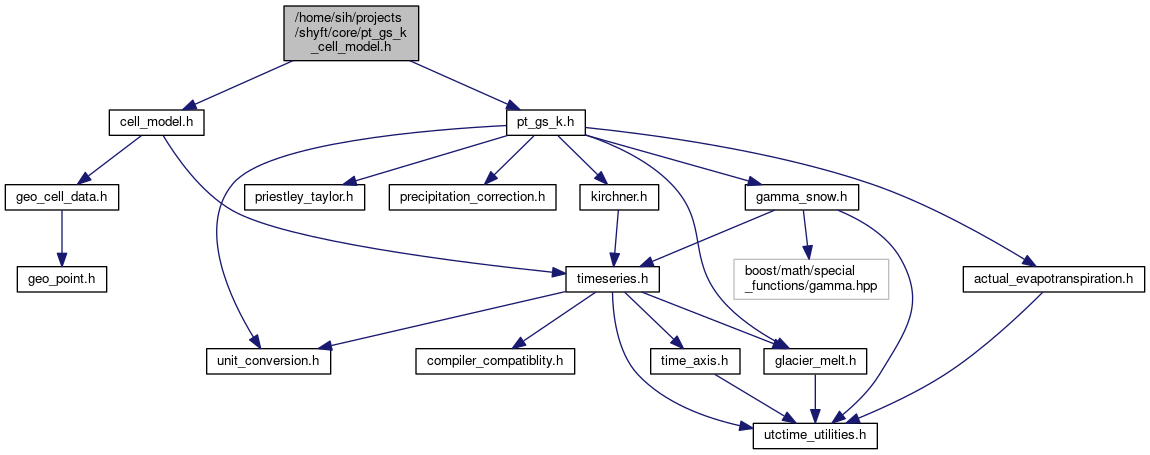 /home/sih/projects
/shyft/core/pt_gs_k
_cell_model.h
cell_model.h
pt_gs_k.h
geo_cell_data.h
priestley_taylor.h
precipitation_correction.h
kirchner.h
gamma_snow.h
geo_point.h
timeseries.h
boost/math/special
_functions/gamma.hpp
actual_evapotranspiration.h
unit_conversion.h
compiler_compatiblity.h
time_axis.h
glacier_melt.h
utctime_utilities.h